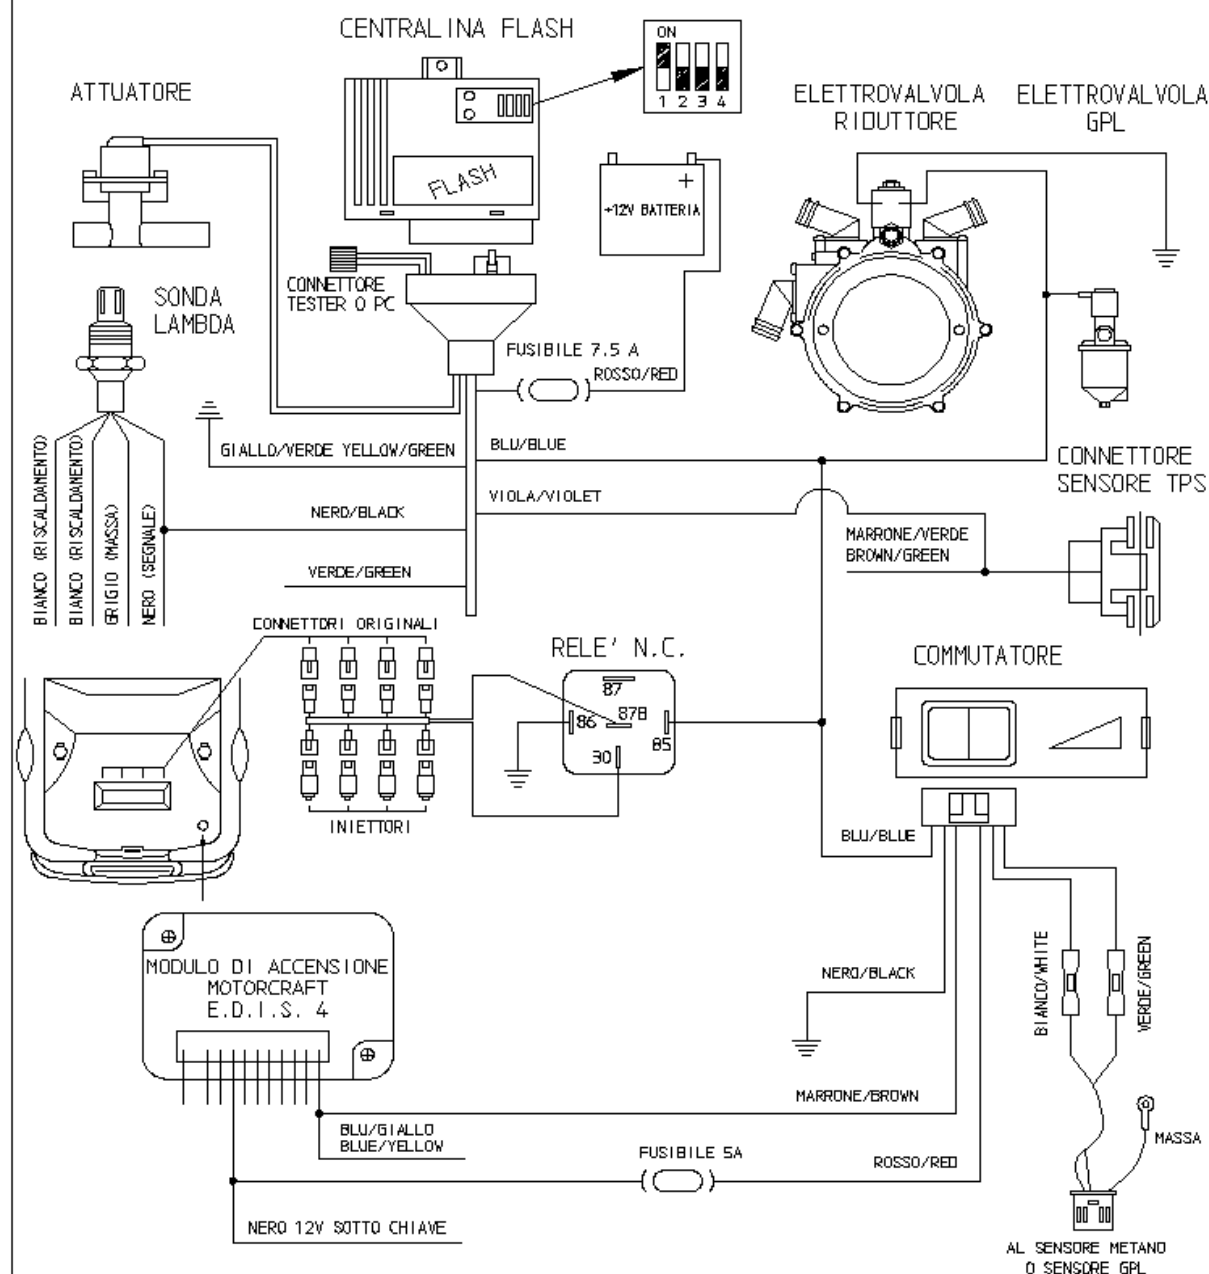 CENTRALINA FLASH
ON
1 2 3 4
ATTUATORE
ELETTROVALVOLA
RIDUTTORE
ELETTROVALVOLA
GPL
FLASH
+
+12V BATTERIA
CONNETTORE
TESTER O PC
SONDA
LAMBDA
FUSIBILE 7.5 A
ROSSO/RED
GIALLO/VERDE YELLOW/GREEN
BLU/BLUE
CONNETTORE
SENSORE TPS
VIOLA/VIOLET
NERO/BLACK
MARRONE/VERDE
BROWN/GREEN
VERDE/GREEN
BIANCO (RISCALDAMENTO)
BIANCO (RISCALDAMENTO)
GRIGIO (MASSA)
NERO (SEGNALE)
CONNETTORI ORIGINALI
RELE' N.C.
87
86
87B
85
30
COMMUTATORE
INIETTORI
BLU/BLUE
MODULO DI ACCENSIONE
MOTORCRAFT
E.D.I.S. 4
NERO/BLACK
BIANCO/WHITE
VERDE/GREEN
MARRONE/BROWN
BLU/GIALLO
BLUE/YELLOW
MASSA
FUSIBILE 5A
ROSSO/RED
NERO 12V SOTTO CHIAVE
AL SENSORE METANO
O SENSORE GPL